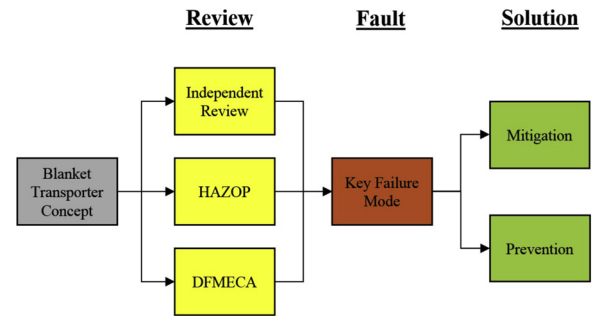 Review
Fault
Solution
Independent
Review
Mitigation
Blanket
Transporter
Concept
HAZOP
Key Failure
Mode
Prevention
DFMECA